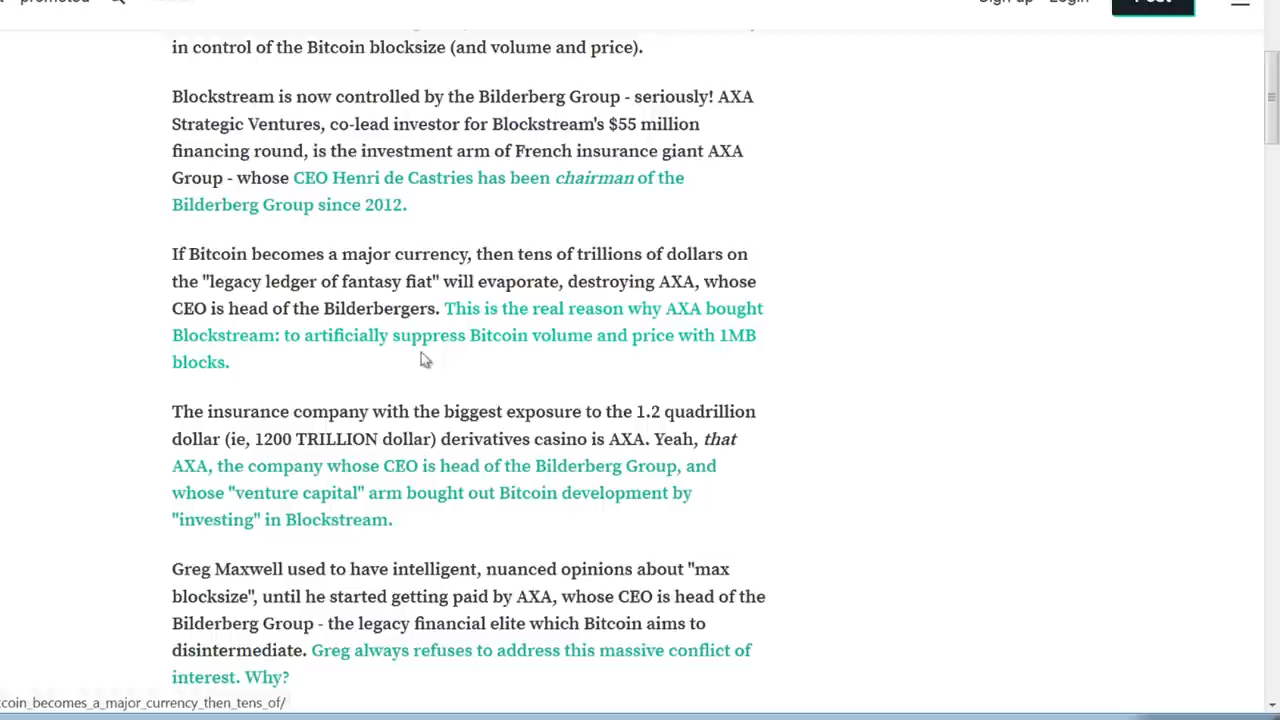 promoted
Sign up Login Post
in control of the Bitcoin blocksize (and volume and price).
Blockstream is now controlled by the Bilderberg Group - seriously! AXA
Strategic Ventures, co-lead investor for Blockstream's $55 million
financing round, is the investment arm of French insurance giant AXA
Group - whose CEO Henri de Castries has been chairman of the
Bilderberg Group since 2012.
If Bitcoin becomes a major currency, then tens of trillions of dollars on
the "legacy ledger of fantasy fiat" will evaporate, destroying AXA, whose
CEO is head of the Bilderbergers. This is the real reason why AXA bought
Blockstream: to artificially suppress Bitcoin volume and price with 1MB
blocks.
The insurance company with the biggest exposure to the 1.2 quadrillion
dollar (ie, 1200 TRILLION dollar) derivatives casino is AXA. Yeah, that
AXA, the company whose CEO is head of the Bilderberg Group, and
whose "venture capital" arm bought out Bitcoin development by
"investing" in Blockstream.
Greg Maxwell used to have intelligent, nuanced opinions about "max
blocksize", until he started getting paid by AXA, whose CEO is head of the
Bilderberg Group - the legacy financial elite which Bitcoin aims to
disintermediate. Greg always refuses to address this massive conflict of
interest. Why?
tcoin_becomes_a_major_currency_then_tens_of/